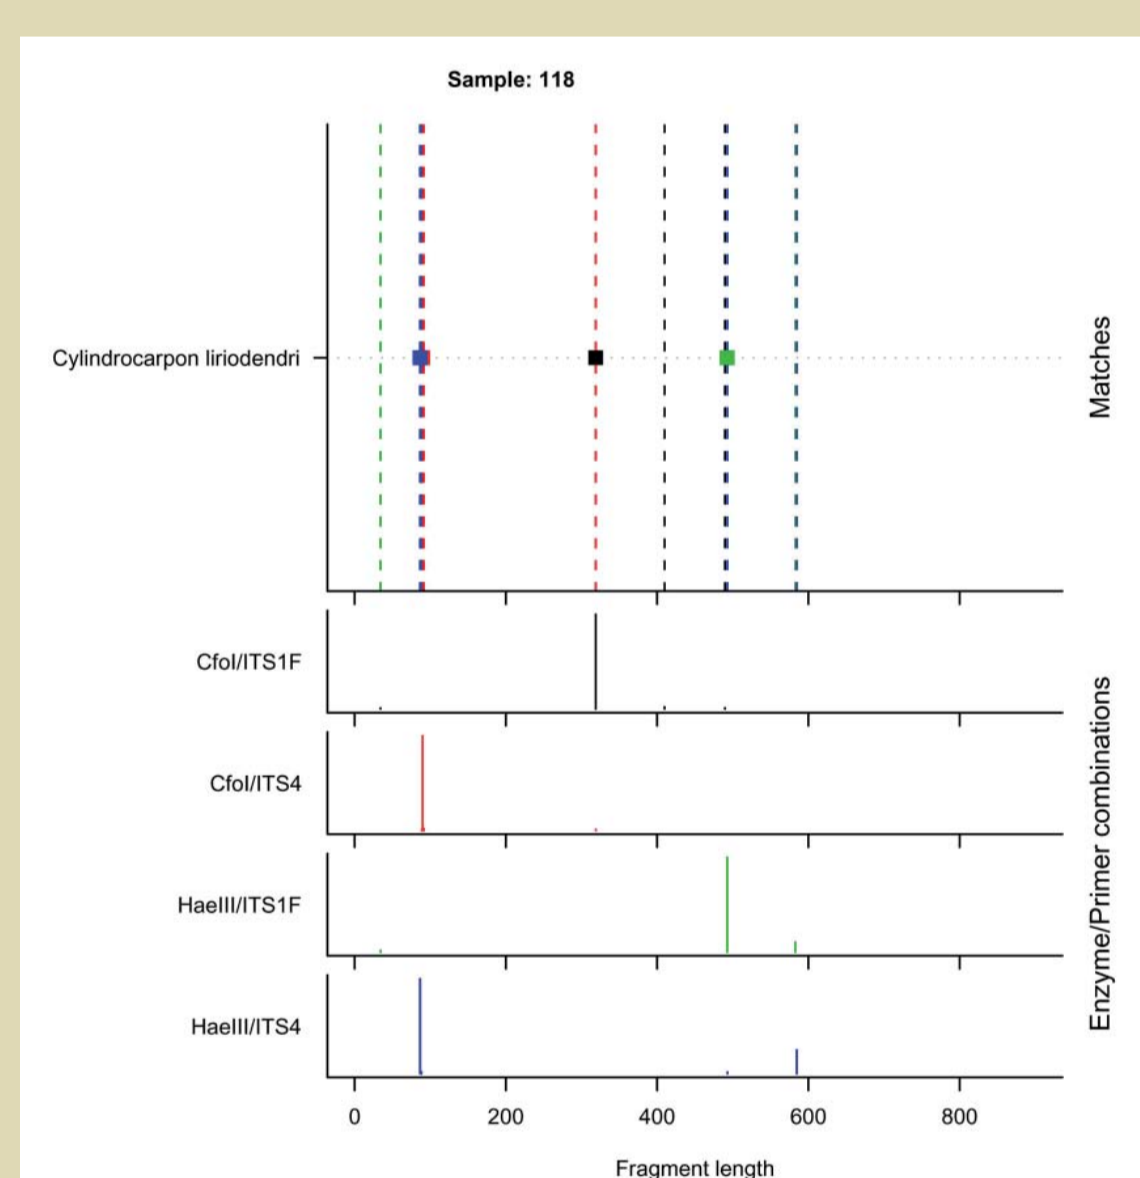 Sample: 118
Cylindrocarpon liriodendri
Matches
CfoI/ITS1F
CfoI/ITS4
HaeIII/ITS1F
HaeIII/ITS4
Enzyme/Primer combinations
0 200 400 600 800
Fragment length